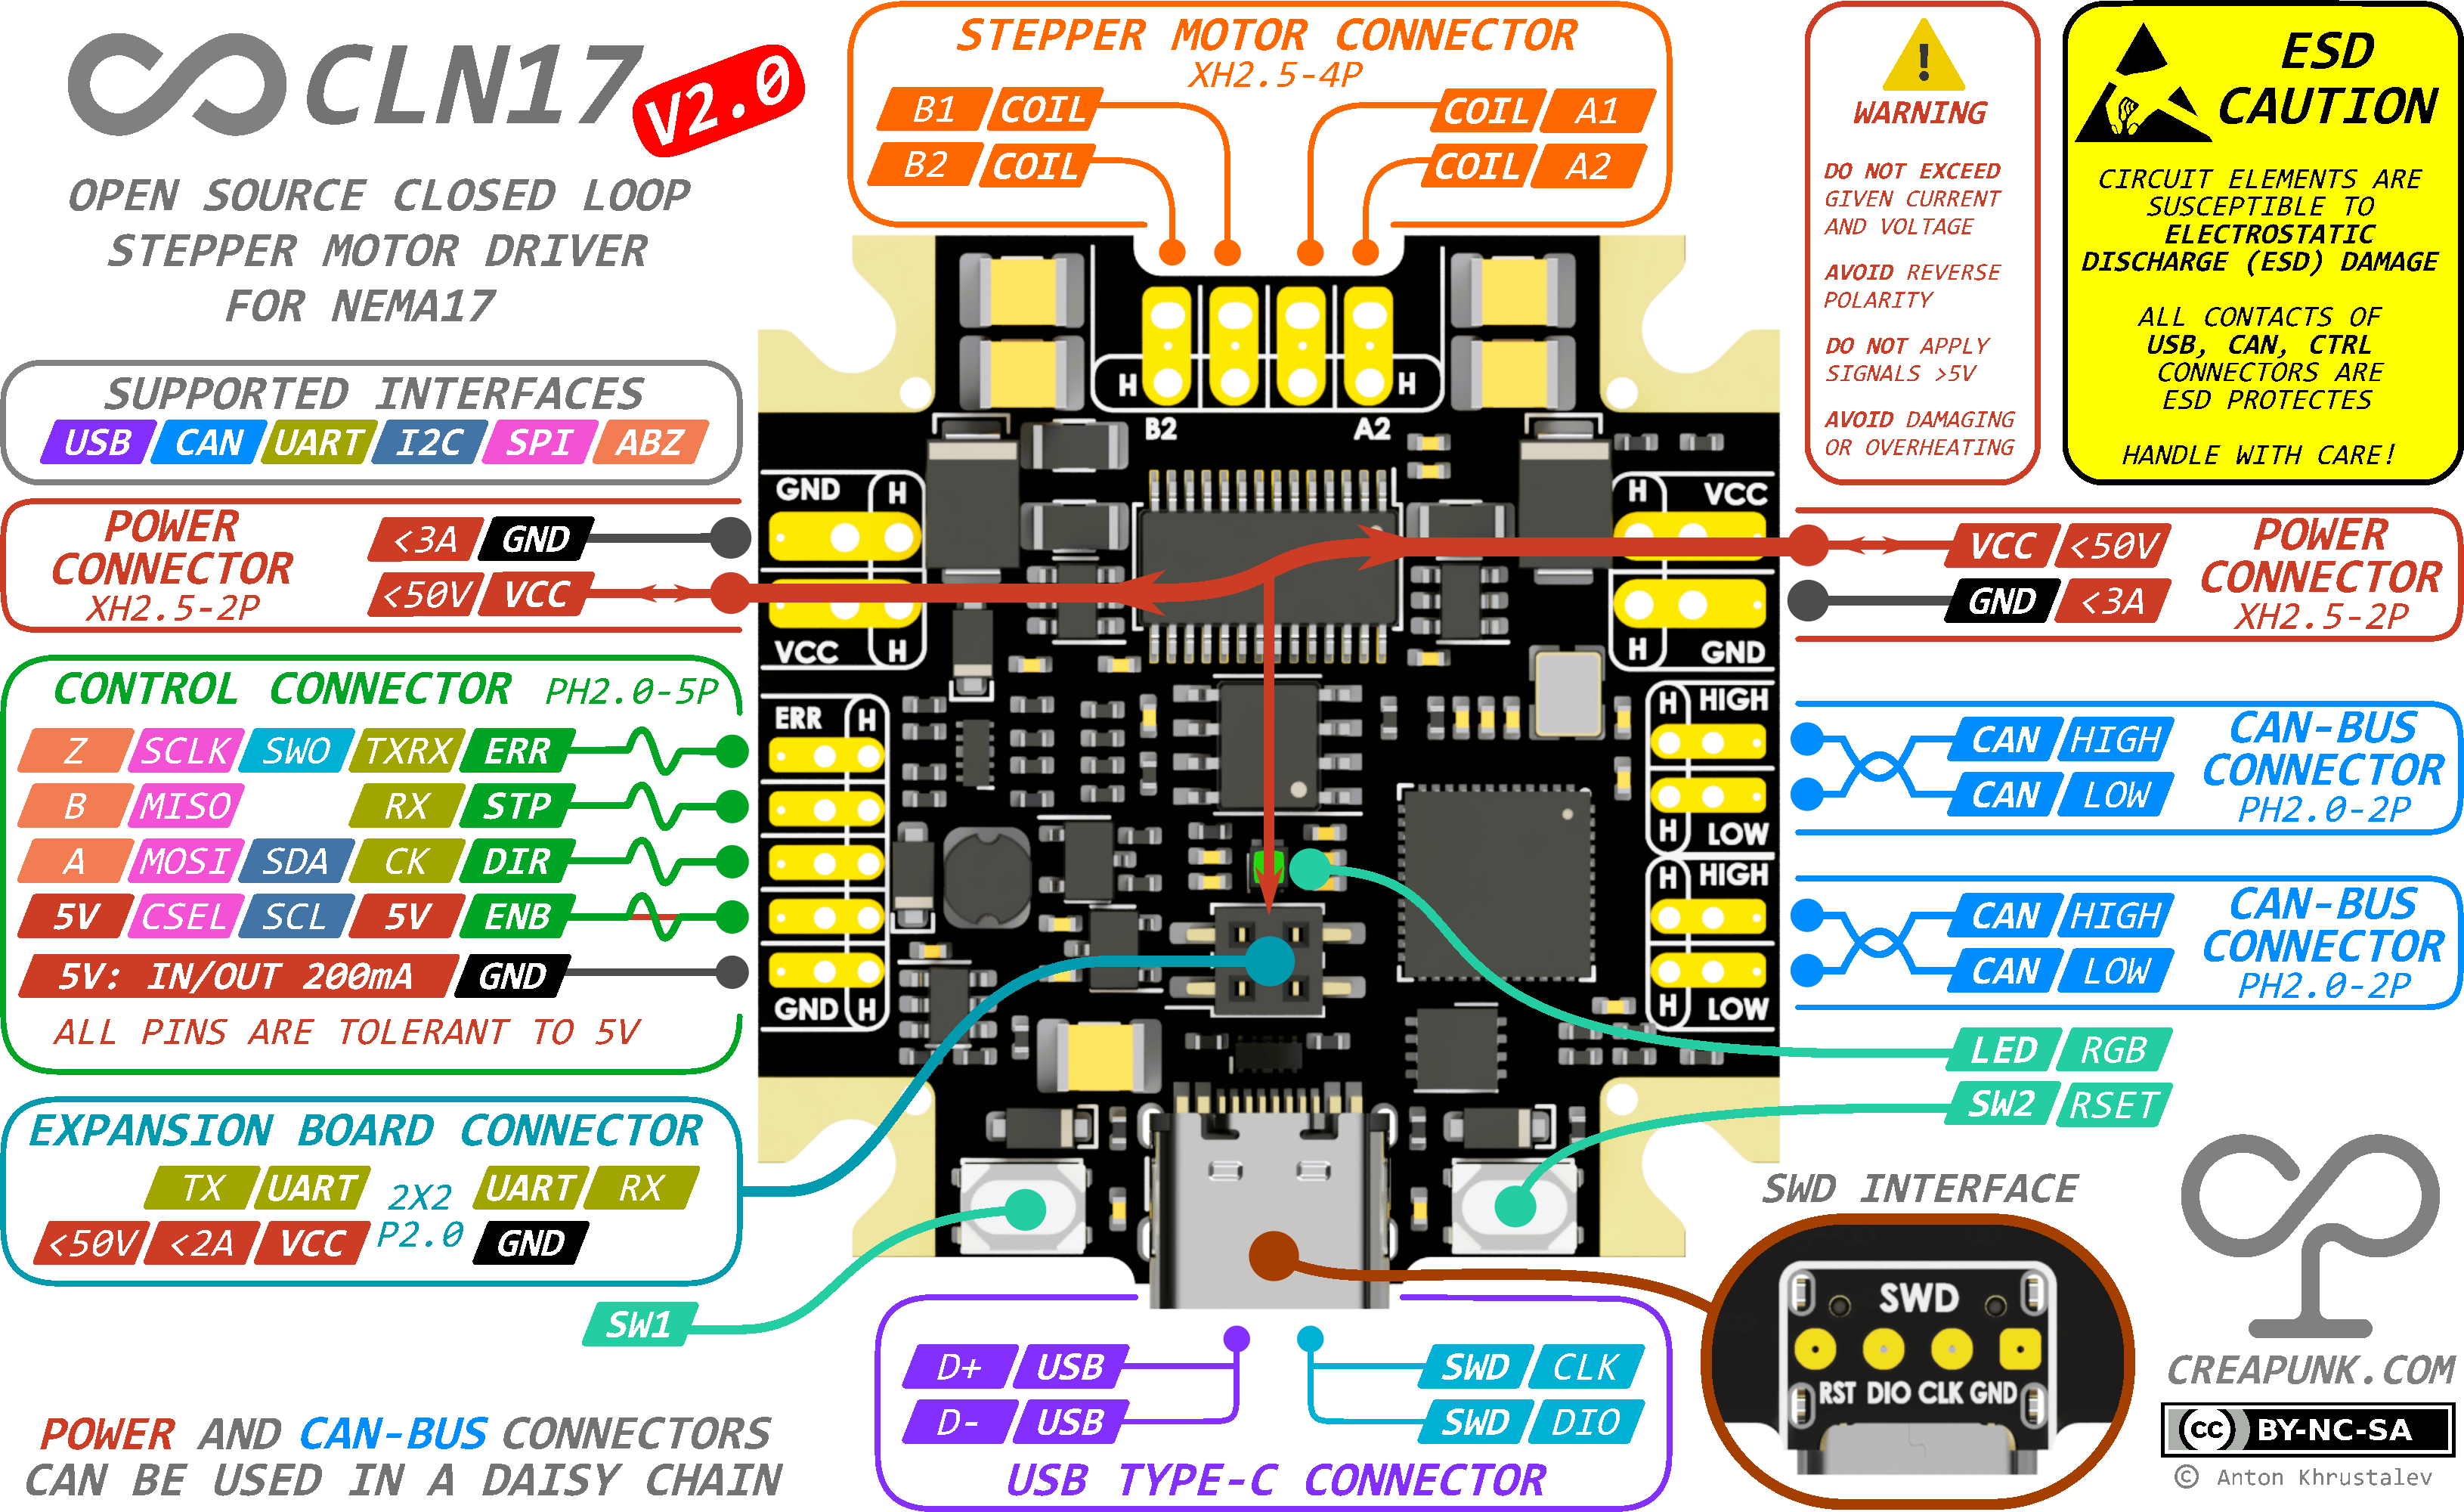 CLN17 V2.0
OPEN SOURCE CLOSED LOOP
STEPPER MOTOR DRIVER
FOR NEMA17
SUPPORTED INTERFACES
USB CAN UART I2C SPI ABZ
STEPPER MOTOR CONNECTOR
XH2.5-4P
B1 COIL COIL A1
B2 COIL COIL A2
!
WARNING
DO NOT EXCEED
GIVEN CURRENT
AND VOLTAGE
AVOID REVERSE
POLARITY
DO NOT APPLY
SIGNALS >5V
AVOID DAMAGING
OR OVERHEATING
ESD
CAUTION
CIRCUIT ELEMENTS ARE
SUSCEPTIBLE TO
ELECTROSTATIC
DISCHARGE (ESD) DAMAGE
ALL CONTACTS OF
USB, CAN, CTRL
CONNECTORS ARE
ESD PROTECTES
HANDLE WITH CARE!
POWER
CONNECTOR
XH2.5-2P
<3A GND
<50V VCC
CONTROL CONNECTOR PH2.0-5P
Z SCLK SWO TXRX ERR
B MISO RX STP
A MOSI SDA CK DIR
5V CSEL SCL 5V ENB
5V: IN/OUT 200mA GND
ALL PINS ARE TOLERANT TO 5V
EXPANSION BOARD CONNECTOR
TX UART 2X2 UART RX
<50V <2A VCC P2.0 GND
SW1
POWER AND CAN-BUS CONNECTORS
CAN BE USED IN A DAISY CHAIN
H H
B2 A2
GND H H VCC
VCC H H GND
ERR H H HIGH
H LOW
H HIGH
GND H H LOW
VCC <50V
GND <3A
POWER
CONNECTOR
XH2.5-2P
CAN HIGH
CAN LOW
CAN-BUS
CONNECTOR
PH2.0-2P
CAN HIGH
CAN LOW
CAN-BUS
CONNECTOR
PH2.0-2P
LED RGB
SW2 RSET
USB TYPE-C CONNECTOR
D+ USB SWD CLK
D- USB SWD DIO
SWD INTERFACE
SWD
RST DIO CLK GND
CREAPUNK.COM
cc BY-NC-SA
© Anton Khrustalev